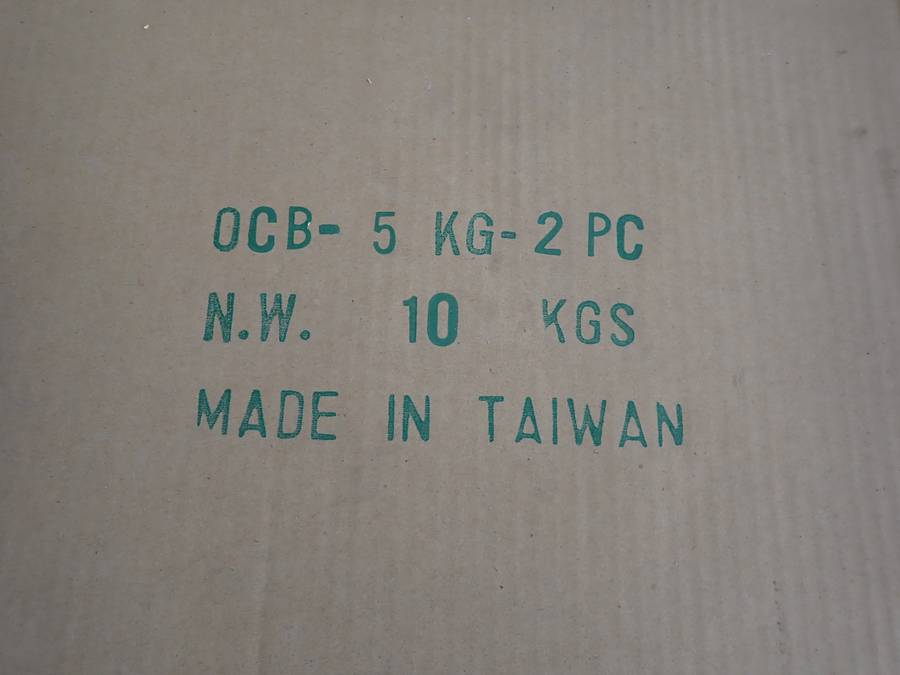 OCB- 5 KG- 2 PC
N.W. 10 KGS
MADE IN TAIWAN